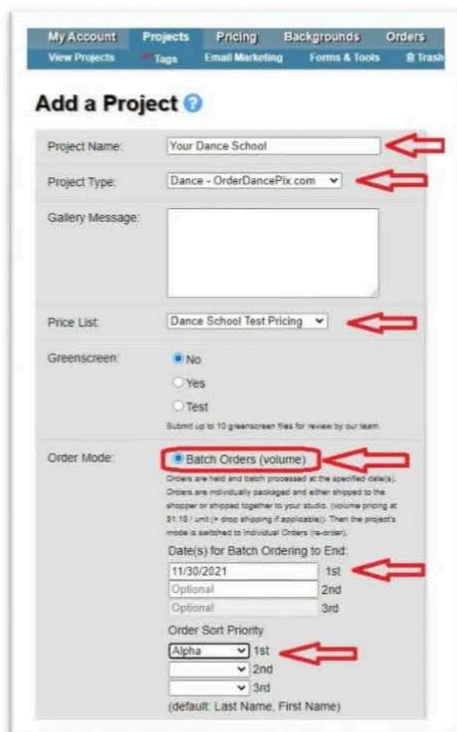 My Account Projects Pricing Backgrounds Orders
View Projects Tags Email Marketing Forms & Tools Trash
Add a Project ?
Project Name: Your Dance School
Project Type: Dance - OrderDancePix.com
Gallery Message:
Price List: Dance School Test Pricing
Greenscreen: No
Yes
Test
Submit up to 10 greenscreen files for review by our team.
Order Mode: Batch Orders (volume)
Orders are held and batch processed at the specified date(s).
Orders are individually packaged and either shipped to the
shopper or shipped together to your studio. (volume pricing at
/ unit (+ drop shipping if applicable)). Then the project's
mode is switched to Individual Orders (re-order).
Date(s) for Batch Ordering to End:
11/30/2021 1st
Optional 2nd
Optional 3rd
Order Sort Priority
Alpha 1st
2nd
3rd
(default: Last Name, First Name)